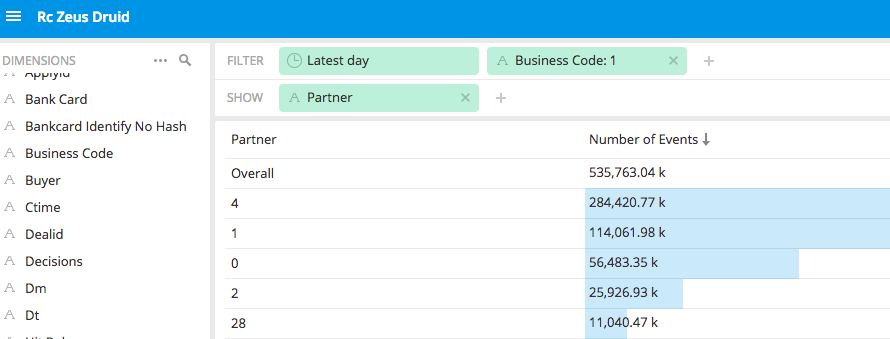 Rc Zeus Druid
DIMENSIONS
ApplyId
Bank Card
Bankcard Identify No Hash
Business Code
Buyer
Ctime
Dealid
Decisions
Dm
Dt
FILTER Latest day A Business Code: 1
SHOW A Partner
Partner Number of Events
Overall 535,763.04 k
4 284,420.77 k
1 114,061.98 k
0 56,483.35 k
2 25,926.93 k
28 11,040.47 k